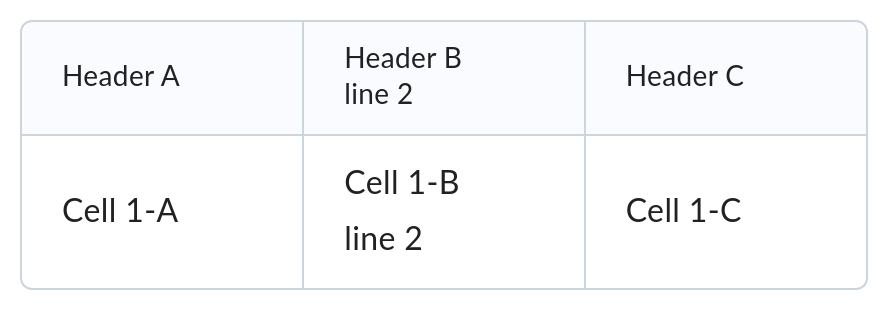 Header A
Header B
line 2
Header C
Cell 1-A
Cell 1-B
line 2
Cell 1-C